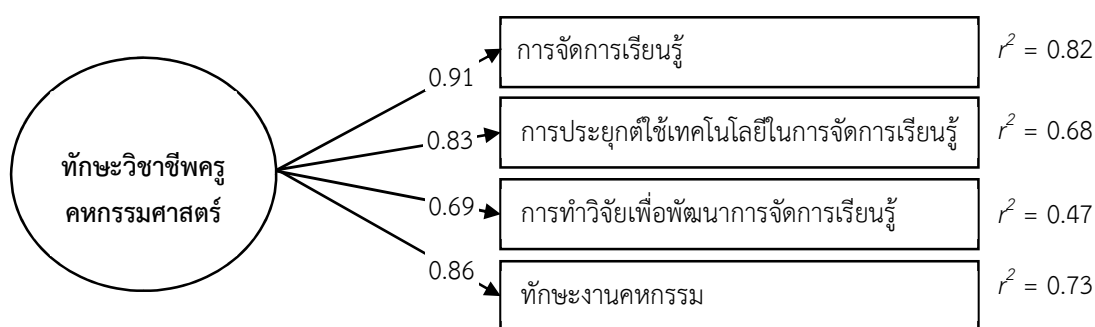 ทักษะวิชาชีพครู
คหกรรมศาสตร์
0.91
การจัดการเรียนรู้
r² = 0.82
0.83
การประยุกต์ใช้เทคโนโลยีในการจัดการเรียนรู้
r² = 0.68
0.69
การทำวิจัยเพื่อพัฒนาการจัดการเรียนรู้
r² = 0.47
0.86
ทักษะงานคหกรรม
r² = 0.73